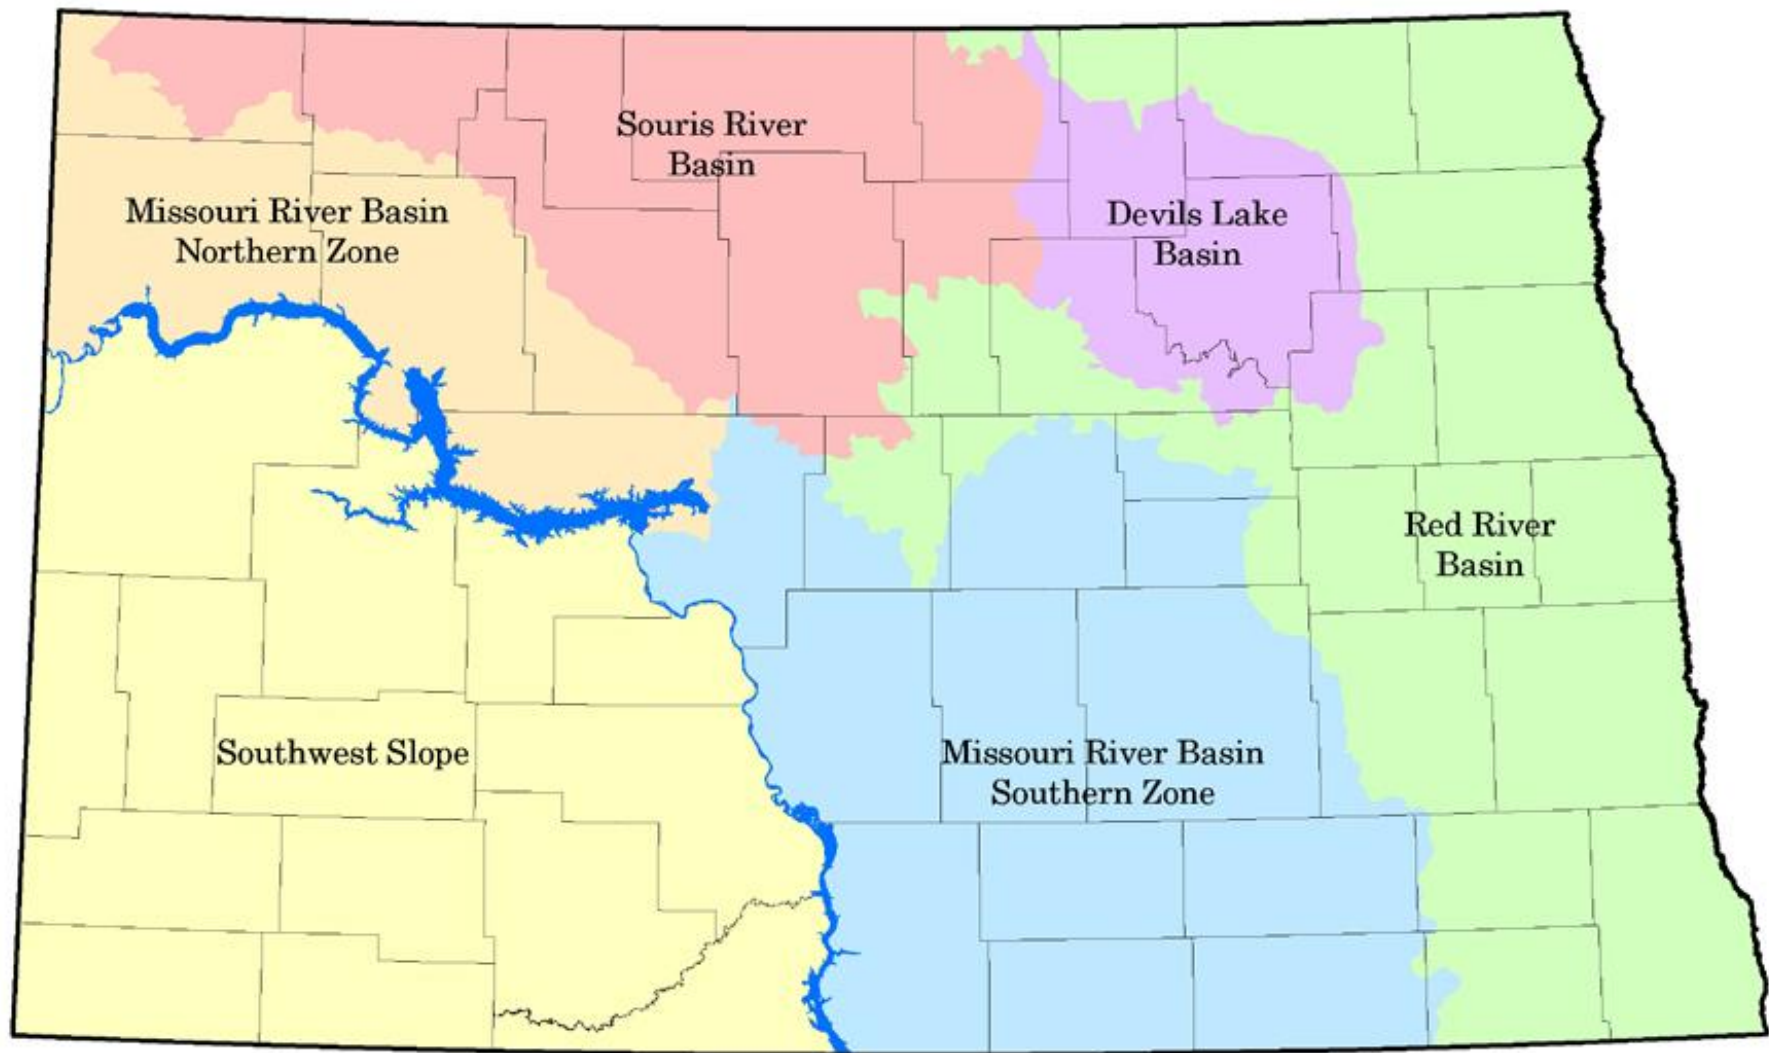 Souris River
Basin
Missouri River Basin
Northern Zone
Devils Lake
Basin
Red River
Basin
Southwest Slope
Missouri River Basin
Southern Zone